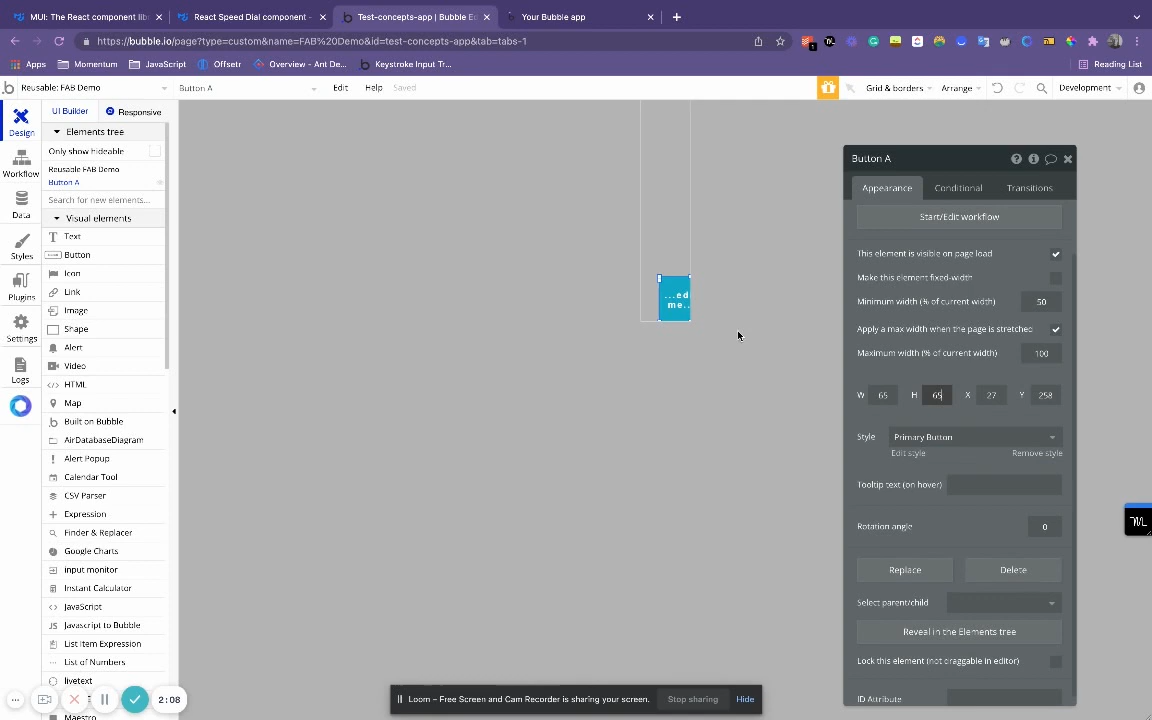 MUI: The React component libr
React Speed Dial component -
Test-concepts-app | Bubble Ed
Your Bubble app
https://bubble.io/page?type=custom&name=FAB%20Demo&id=test-concepts-app&tab=tabs-1
Apps
Momentum
JavaScript
Offsetr
Overview - Ant De...
Keystroke Input Tr...
Reading List
Reusable: FAB Demo
Button A
Edit
Help
Saved
Grid & borders
Arrange
Development
Design
Workflow
Data
Styles
Plugins
Settings
Logs
UI Builder
Responsive
Elements tree
Only show hideable
Reusable FAB Demo
Button A
Search for new elements...
Visual elements
Text
Button
Icon
Link
Image
Shape
Alert
Video
</> HTML
Map
Built on Bubble
AirDatabaseDiagram
Alert Popup
Calendar Tool
CSV Parser
Expression
Finder & Replacer
Google Charts
input monitor
Instant Calculator
JavaScript
JS Javascript to Bubble
List Item Expression
List of Numbers
livetext
Maestro
...ed
me..
Button A
Appearance
Conditional
Transitions
Start/Edit workflow
This element is visible on page load
Make this element fixed-width
Minimum width (% of current width) 50
Apply a max width when the page is stretched
Maximum width (% of current width) 100
W 65 H 65 X 27 Y 258
Style Primary Button
Edit style Remove style
Tooltip text (on hover)
Rotation angle 0
Replace Delete
Select parent/child
Reveal in the Elements tree
Lock this element (not draggable in editor)
ID Attribute
2:08
Loom – Free Screen and Cam Recorder is sharing your screen.
Stop sharing
Hide